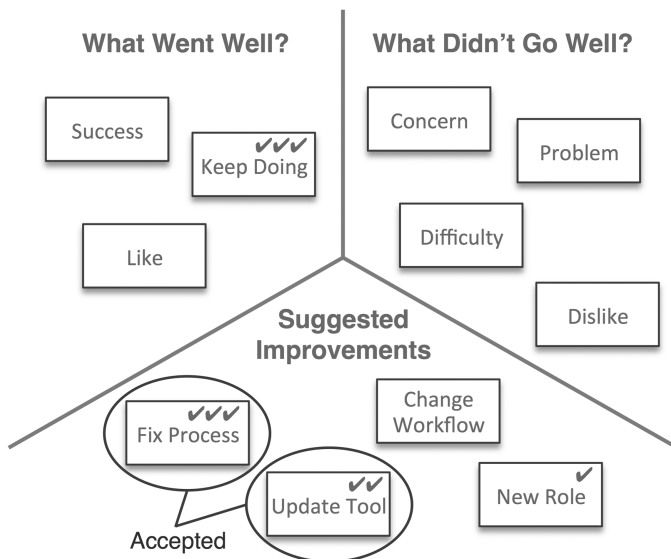 What Went Well?
Success
✔✔✔
Keep Doing
Like
What Didn't Go Well?
Concern
Problem
Difficulty
Dislike
Suggested
Improvements
✔✔✔
Fix Process
✔✔
Update Tool
Accepted
Change
Workflow
✔
New Role